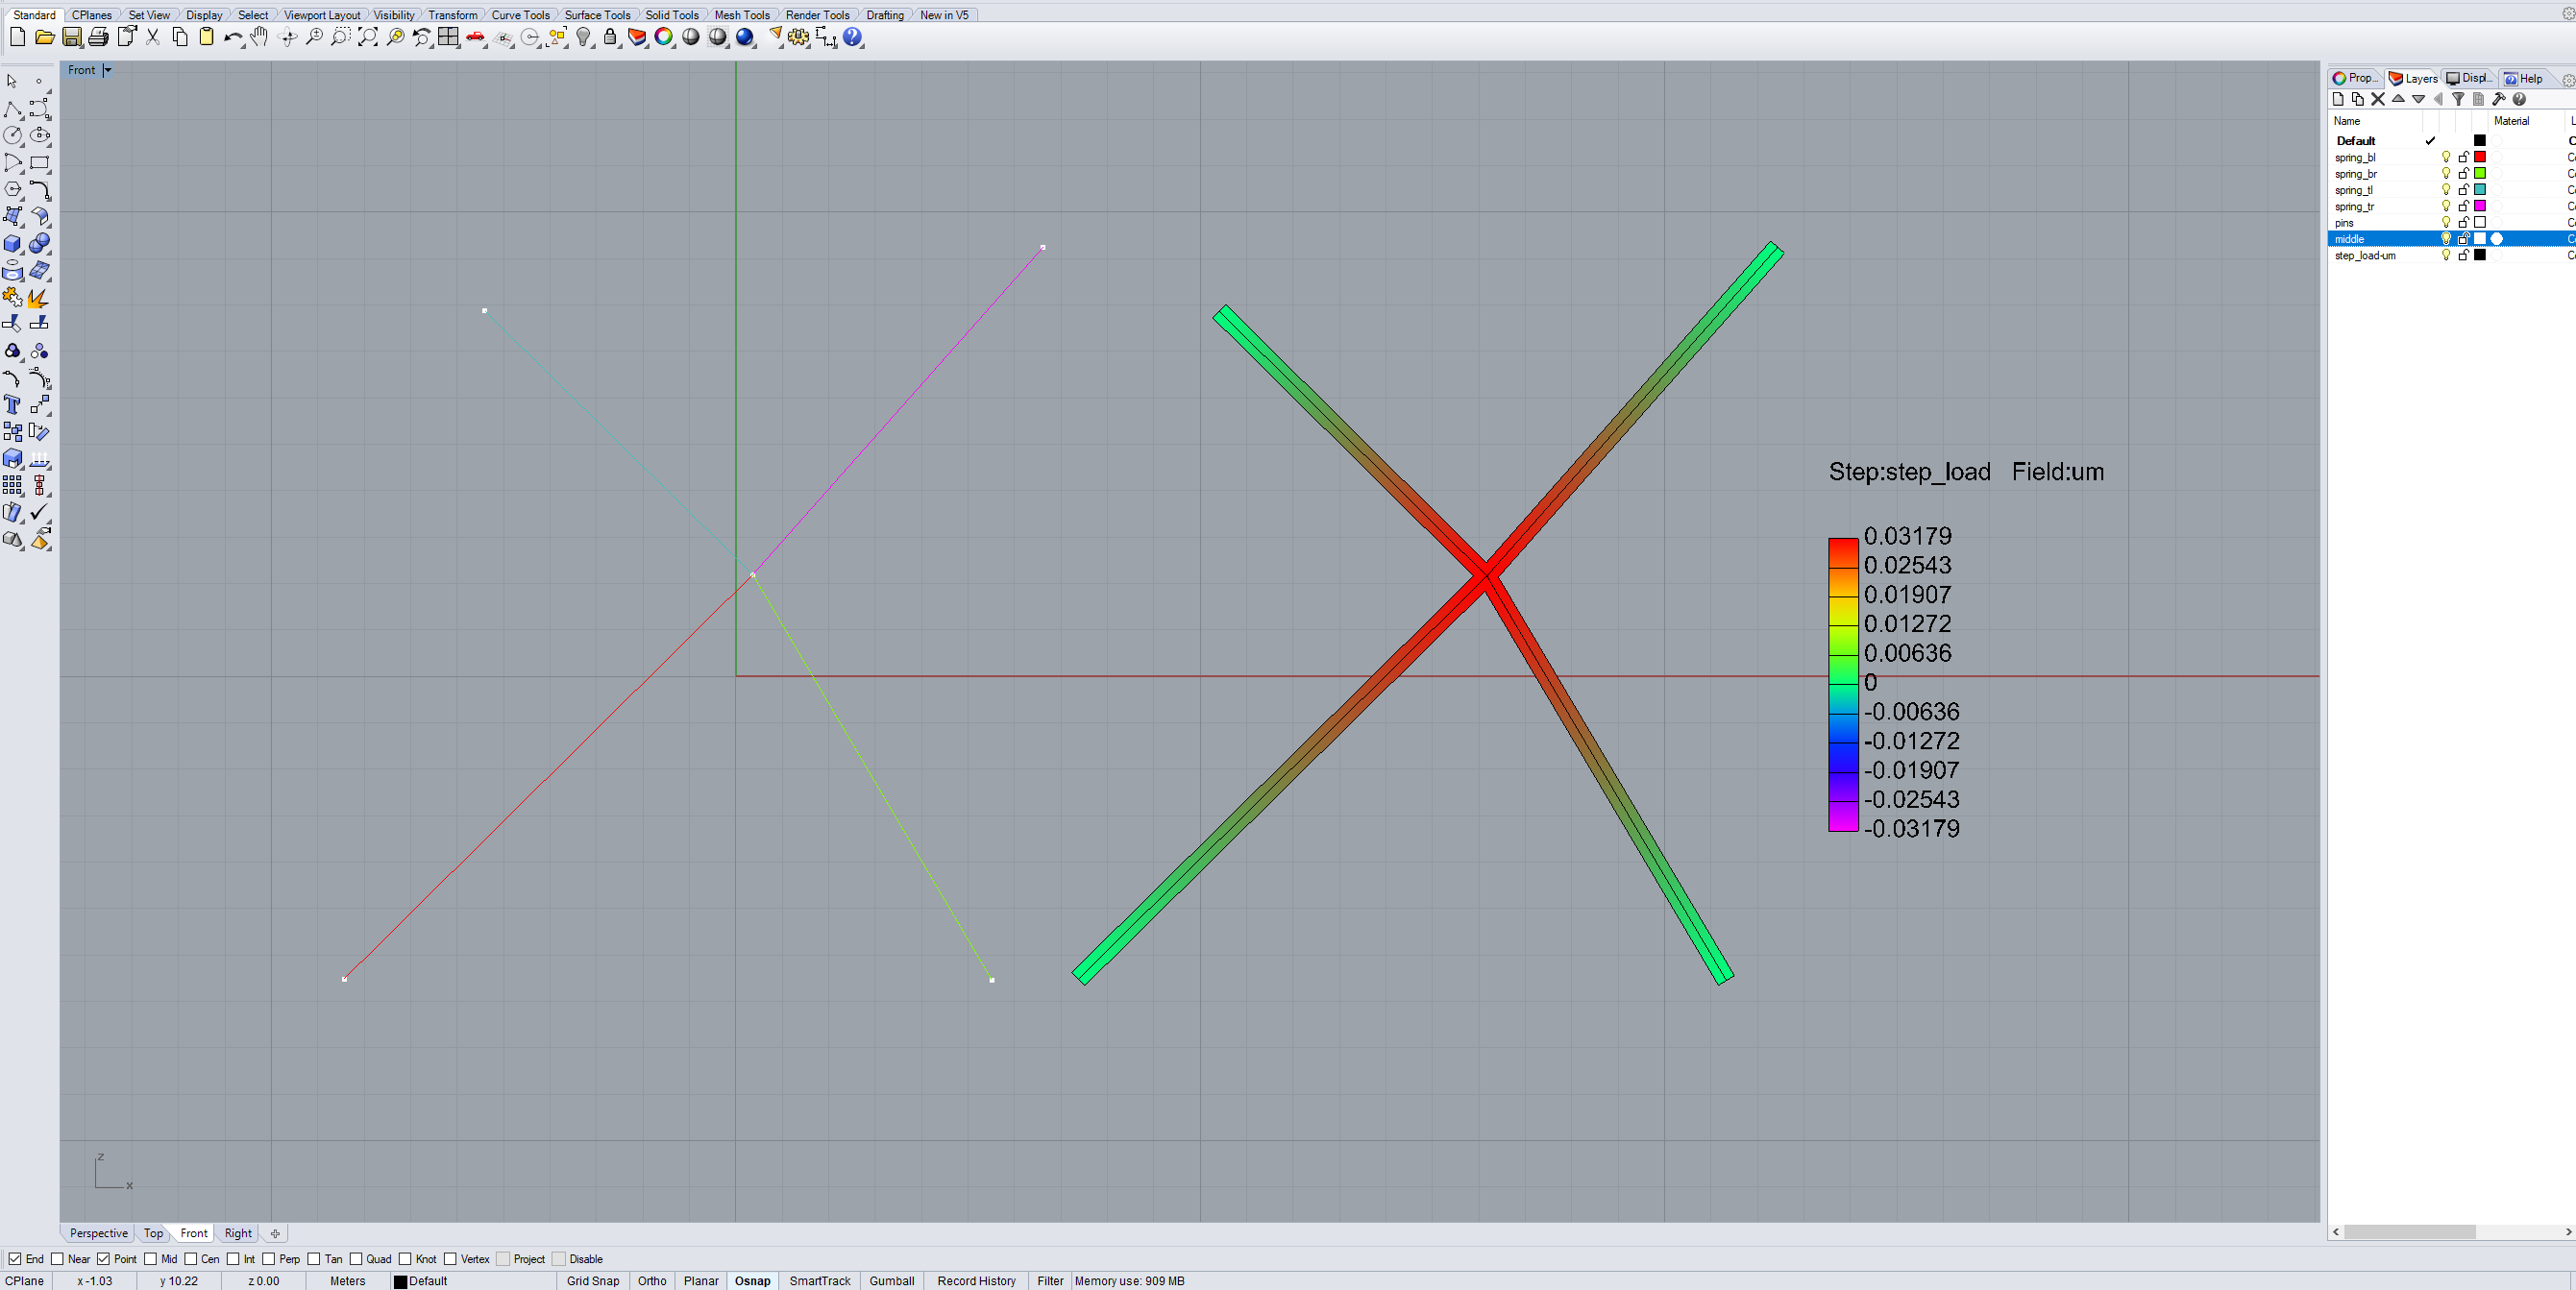 Standard CPlanes Set View Display Select Viewport Layout Visibility Transform Curve Tools Surface Tools Solid Tools Mesh Tools Render Tools Drafting New in V5
Front
Prop... Layers Displ... Help
Name Material L
Default C
spring_bl C
spring_br C
spring_tl C
spring_tr C
pins C
middle C
step_load-um C
Step:step_load Field:um
0.03179
0.02543
0.01907
0.01272
0.00636
0
-0.00636
-0.01272
-0.01907
-0.02543
-0.03179
z
x
Perspective Top Front Right
End Near Point Mid Cen Int Perp Tan Quad Knot Vertex Project Disable
CPlane x -1.03 y 10.22 z 0.00 Meters Default Grid Snap Ortho Planar Osnap SmartTrack Gumball Record History Filter Memory use: 909 MB